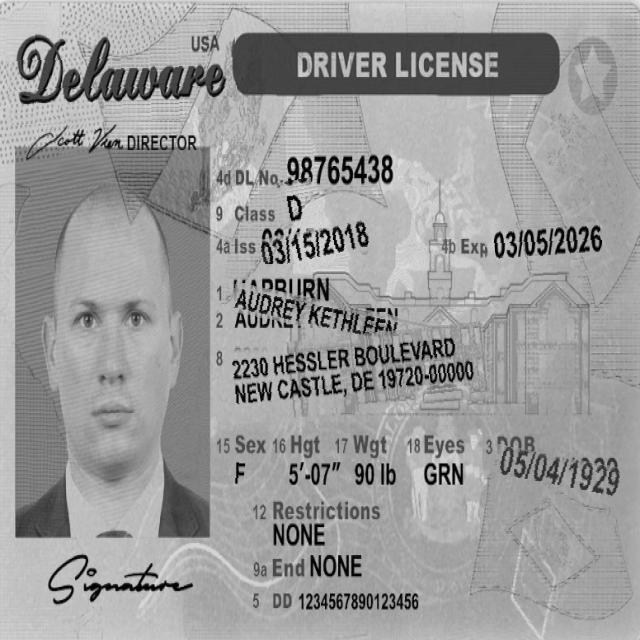 USA
Delaware
DRIVER LICENSE
Scott Vien DIRECTOR
4d DL No. 98765438
9 Class D
4a Iss 03/15/2018 4b Exp 03/05/2026
1 HARBURN
2 AUDREY KETHLEEN
8 2230 HESSLER BOULEVARD
NEW CASTLE, DE 19720-00000
15 Sex 16 Hgt 17 Wgt 18 Eyes 3 DOB
F 5'-07" 90 lb GRN 05/04/1929
12 Restrictions
NONE
9a End NONE
Signature
5 DD 1234567890123456